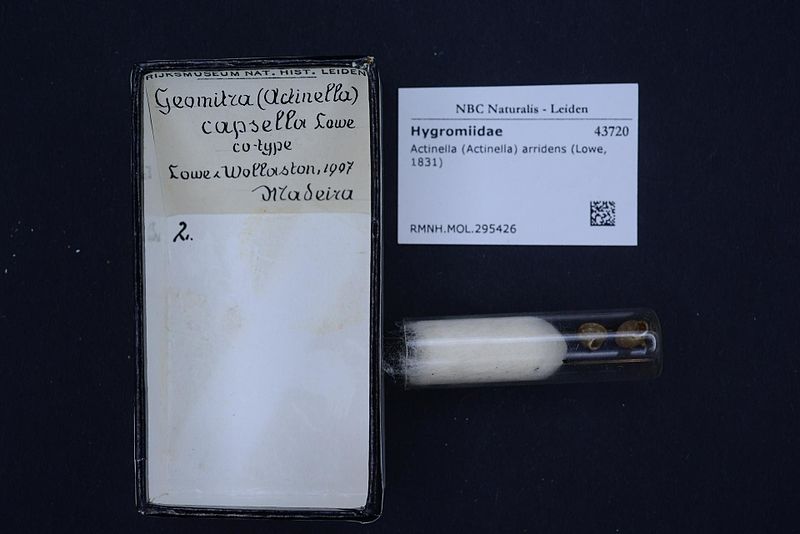 RIJKSMUSEUM NAT. HIST. LEIDEN
Geomitra (Actinella)
capsella Lowe
co-type
Lowe & Wollaston, 1907
Madeira
2.
NBC Naturalis - Leiden
Hygromiidae 43720
Actinella (Actinella) arridens (Lowe,
1831)
RMNH.MOL.295426